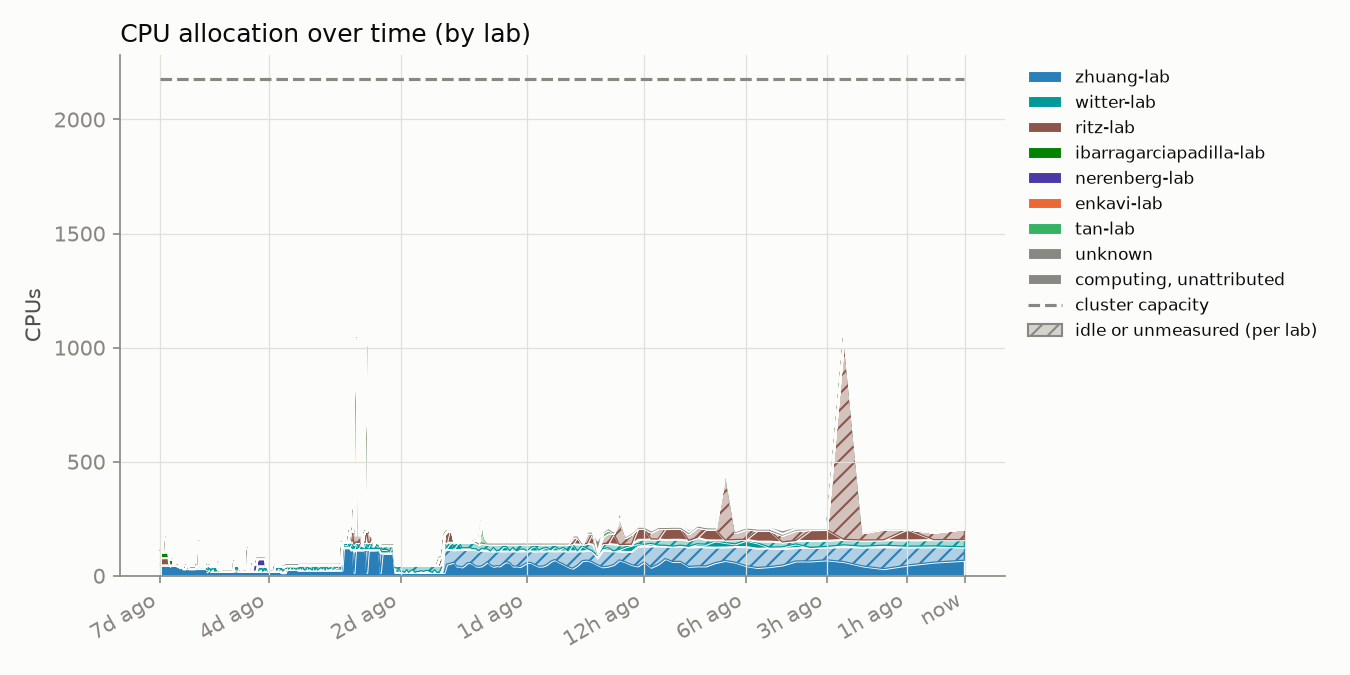 CPU allocation over time (by lab)
CPUs
2000
1500
1000
500
0
7d ago
4d ago
2d ago
1d ago
12h ago
6h ago
3h ago
1h ago
now
zhuang-lab
witter-lab
ritz-lab
ibarragarciapadilla-lab
nerenberg-lab
enkavi-lab
tan-lab
unknown
computing, unattributed
cluster capacity
idle or unmeasured (per lab)